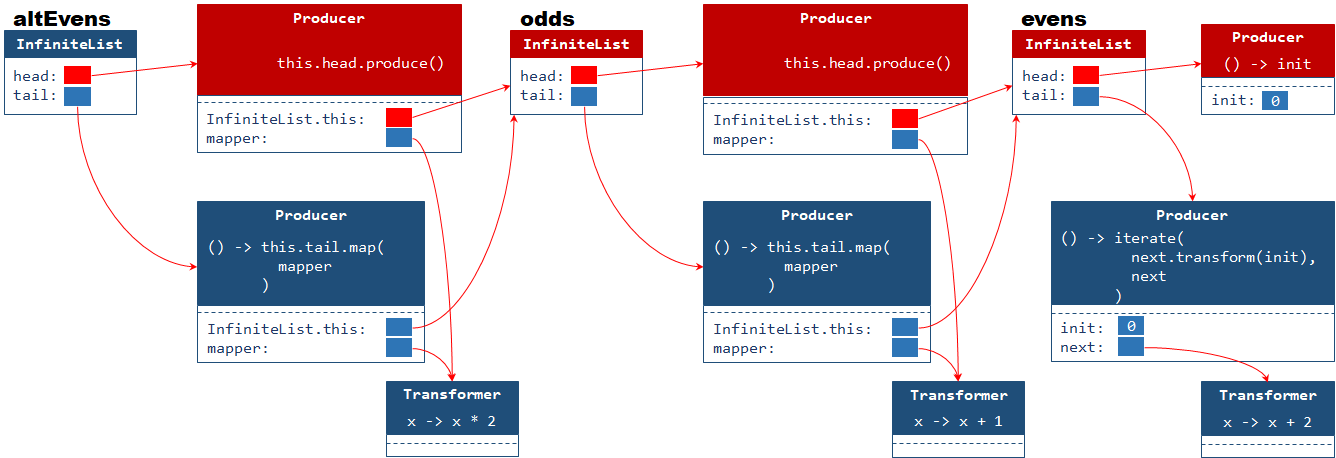 altEvens
InfiniteList
head:
tail:
Producer
this.head.produce()
InfiniteList.this:
mapper:
Producer
() -> this.tail.map(
mapper
)
InfiniteList.this:
mapper:
Transformer
x -> x * 2
odds
InfiniteList
head:
tail:
Producer
this.head.produce()
InfiniteList.this:
mapper:
Producer
() -> this.tail.map(
mapper
)
InfiniteList.this:
mapper:
Transformer
x -> x + 1
evens
InfiniteList
head:
tail:
Producer
() -> init
init: 0
Producer
() -> iterate(
next.transform(init),
next
)
init: 0
next:
Transformer
x -> x + 2